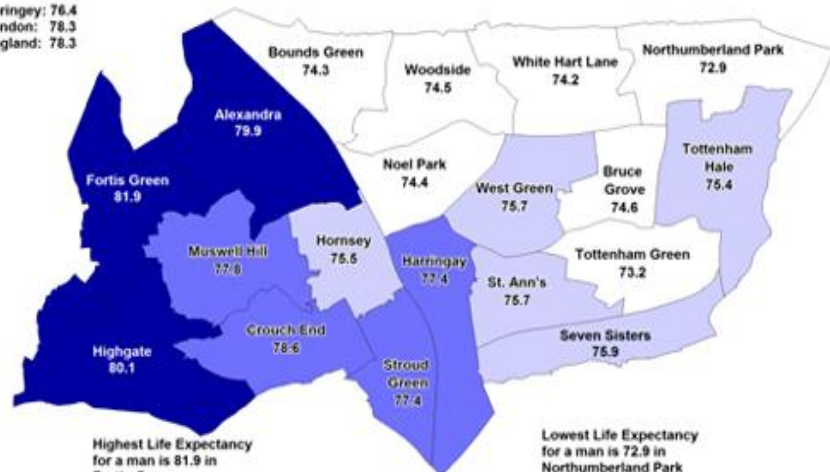 76.4
78.3
78.3
Bounds Green
74.3
Woodside
74.5
White Hart Lane
74.2
Northumberland Park
72.9
Alexandra
79.9
Noel Park
74.4
West Green
75.7
Bruce
Grove
74.6
Tottenham
Hale
75.4
Fortis Green
81.9
Muswell Hill
77.8
Hornsey
75.5
Harringay
77.4
St. Ann's
75.7
Tottenham Green
73.2
Highgate
80.1
Crouch End
78.6
Stroud
Green
77.4
Seven Sisters
75.9
Highest Life Expectancy
for a man is 81.9 in
Lowest Life Expectancy
for a man is 72.9 in
Northumberland Park